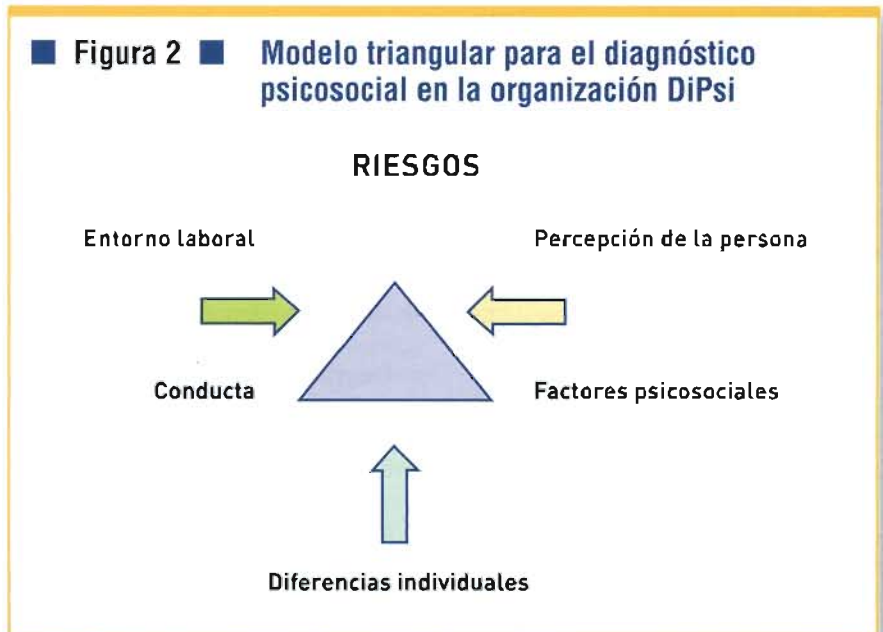 Figura 2 Modelo triangular para el diagnóstico
psicosocial en la organización DiPsi
RIESGOS
Entorno laboral Percepción de la persona
Conducta Factores psicosociales
Diferencias individuales